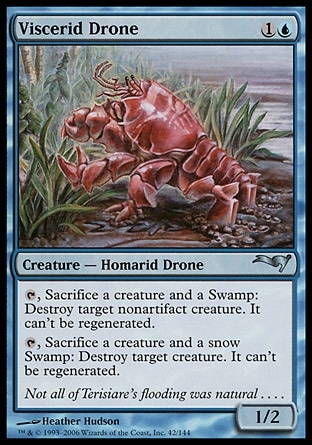 Viscerid Drone 1
Creature — Homarid Drone
, Sacrifice a creature and a Swamp:
Destroy target nonartifact creature. It
can't be regenerated.
, Sacrifice a creature and a snow
Swamp: Destroy target creature. It can't
be regenerated.
Not all of Terisiare's flooding was natural . . . .
Heather Hudson
™ & © 1993–2006 Wizards of the Coast, Inc. 42/144
1/2